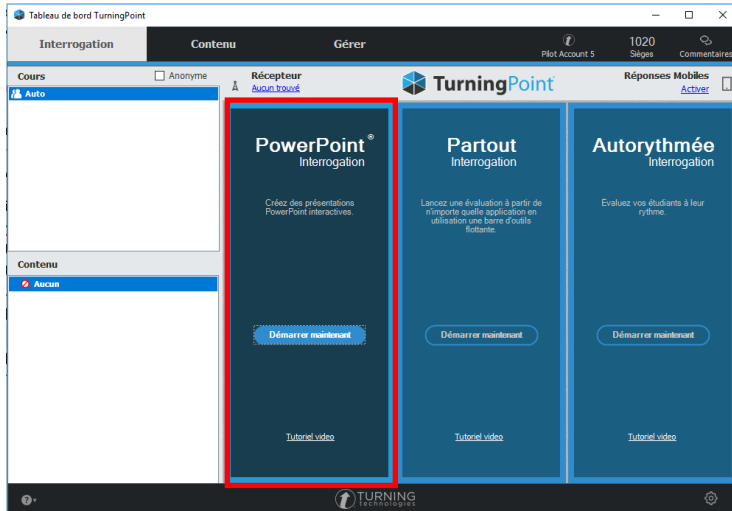 Tableau de bord TurningPoint
Interrogation
Contenu
Gérer
Pilot Account 5
1020
Sièges
Commentaires
Cours
Anonyme
Auto
Récepteur
Aucun trouvé
TurningPoint
Réponses Mobiles
Activer
PowerPoint®
Interrogation
Créez des présentations
PowerPoint interactives.
Démarrer maintenant
Tutoriel video
Partout
Interrogation
Lancez une évaluation à partir de
n'importe quelle application en
utilisation une barre d'outils
flottante.
Démarrer maintenant
Tutoriel video
Autorythmée
Interrogation
Evaluez vos étudiants à leur
rythme.
Démarrer maintenant
Tutoriel video
Contenu
Aucun
TURNING
technologies